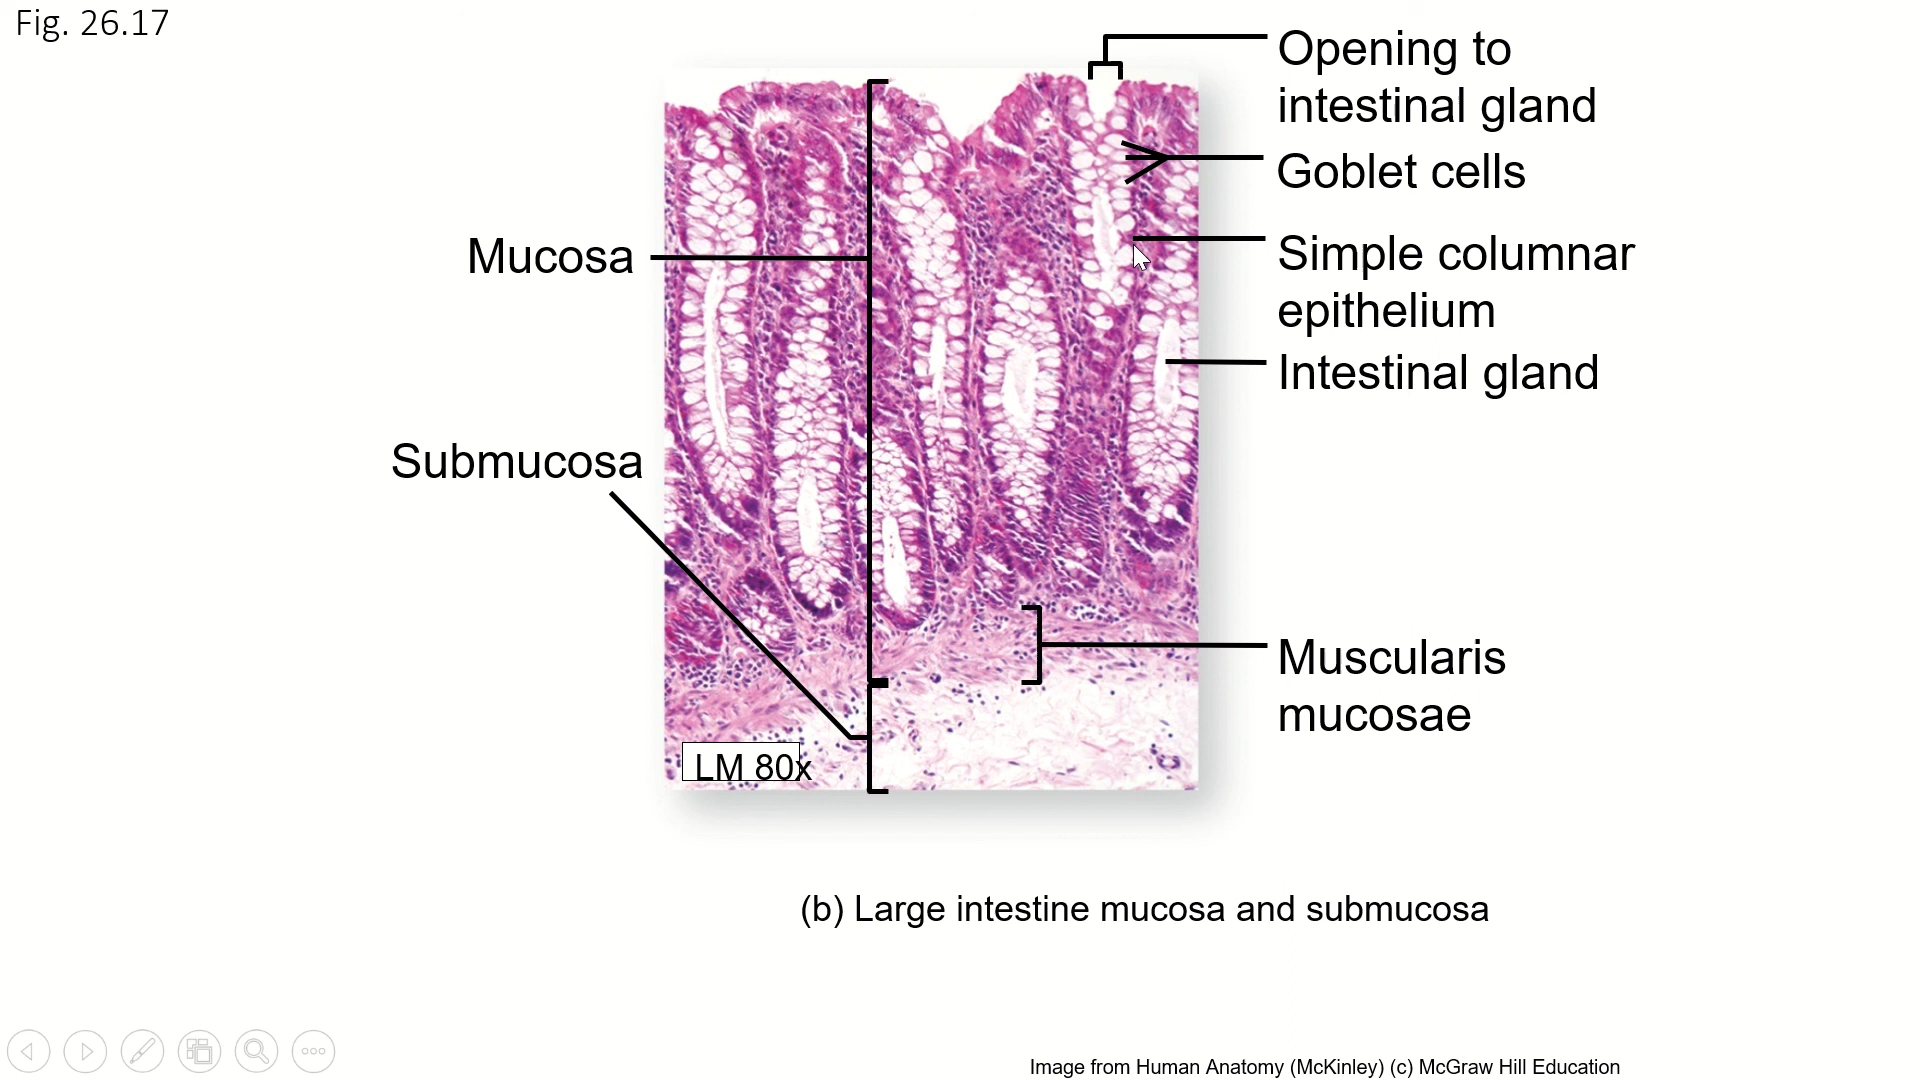 Fig. 26.17
Opening to
intestinal gland
Goblet cells
Mucosa
Simple columnar
epithelium
Intestinal gland
Submucosa
Muscularis
mucosae
LM 80x
(b) Large intestine mucosa and submucosa
Image from Human Anatomy (McKinley) (c) McGraw Hill Education